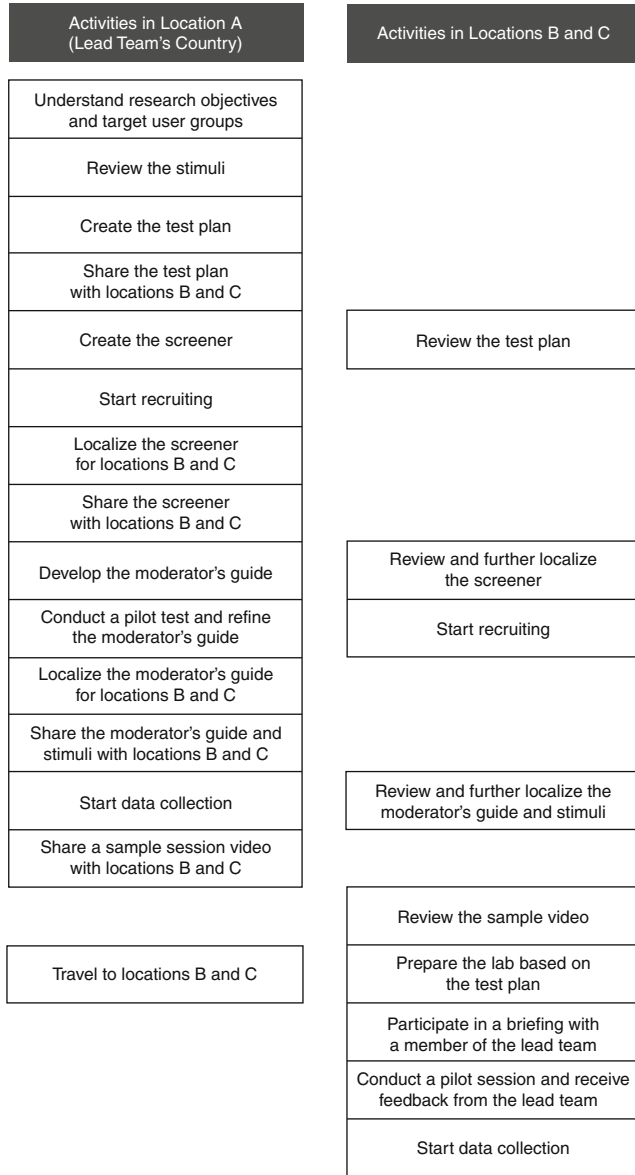 Activities in Location A
(Lead Team's Country)
Activities in Locations B and C
Understand research objectives
and target user groups
Review the stimuli
Create the test plan
Share the test plan
with locations B and C
Create the screener
Review the test plan
Start recruiting
Localize the screener
for locations B and C
Share the screener
with locations B and C
Develop the moderator's guide
Review and further localize
the screener
Conduct a pilot test and refine
the moderator's guide
Start recruiting
Localize the moderator's guide
for locations B and C
Share the moderator's guide and
stimuli with locations B and C
Start data collection
Review and further localize the
moderator's guide and stimuli
Share a sample session video
with locations B and C
Review the sample video
Travel to locations B and C
Prepare the lab based on
the test plan
Participate in a briefing with
a member of the lead team
Conduct a pilot session and receive
feedback from the lead team
Start data collection